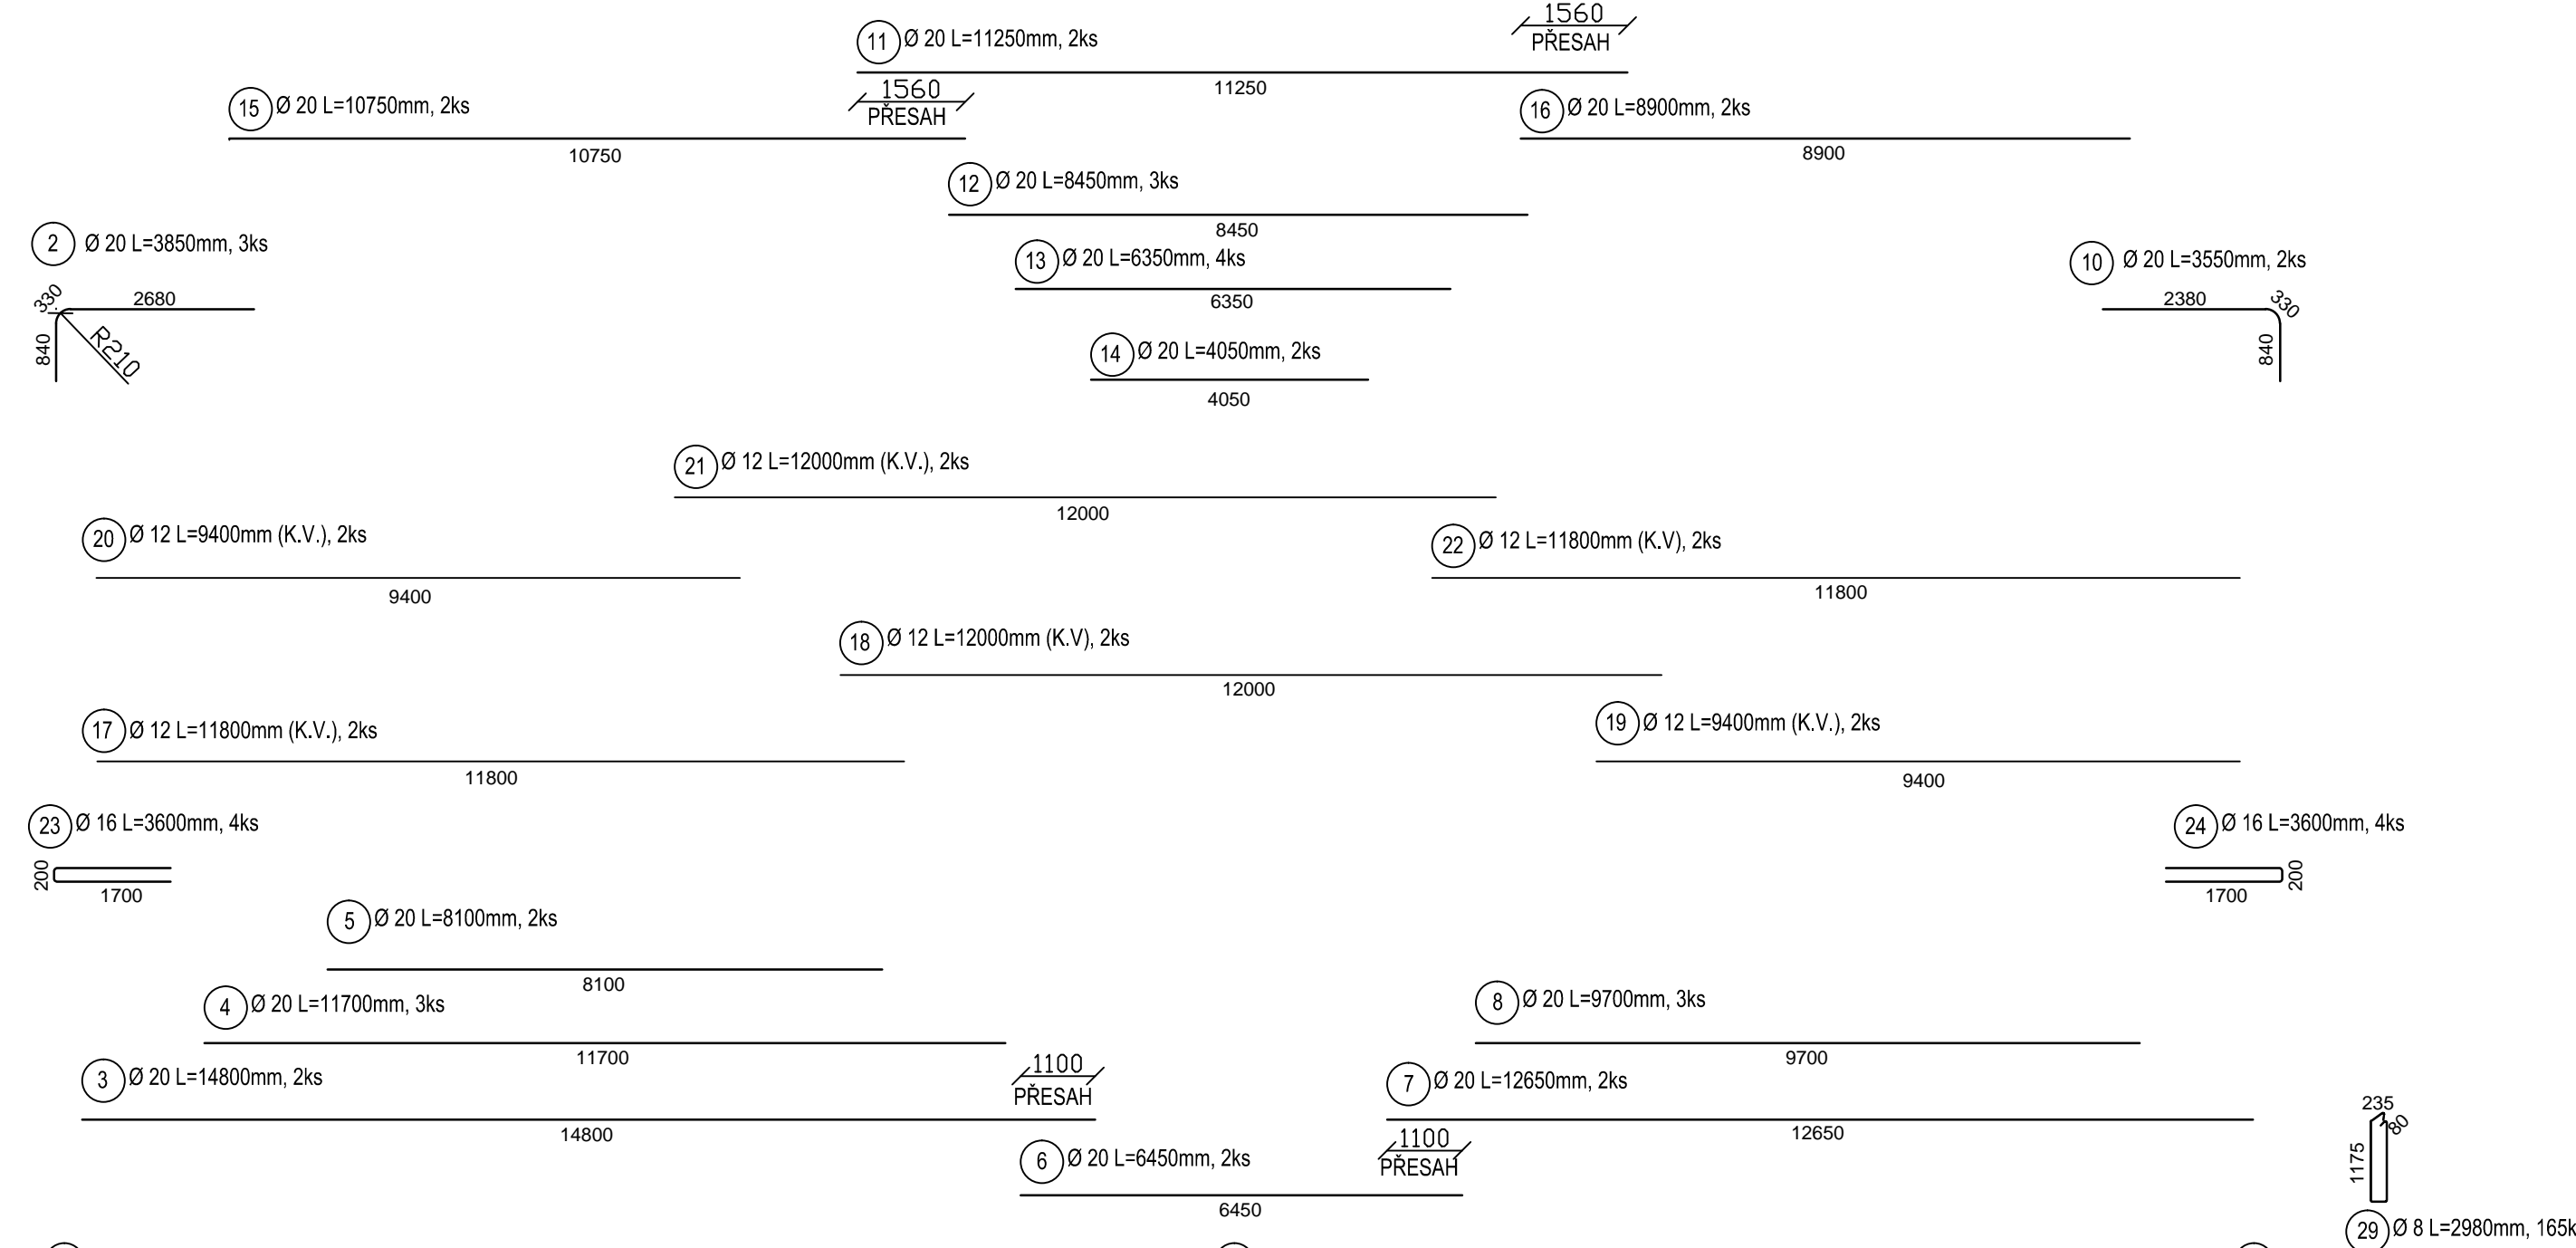 1560
PŘESAH
11 Ø 20 L=11250mm, 2ks
11250
1560
PŘESAH
15 Ø 20 L=10750mm, 2ks
10750
16 Ø 20 L=8900mm, 2ks
8900
12 Ø 20 L=8450mm, 3ks
8450
2 Ø 20 L=3850mm, 3ks
330
2680
840
R210
13 Ø 20 L=6350mm, 4ks
6350
10 Ø 20 L=3550mm, 2ks
2380
330
840
14 Ø 20 L=4050mm, 2ks
4050
21 Ø 12 L=12000mm (K.V.), 2ks
12000
20 Ø 12 L=9400mm (K.V.), 2ks
9400
22 Ø 12 L=11800mm (K.V), 2ks
11800
18 Ø 12 L=12000mm (K.V), 2ks
12000
17 Ø 12 L=11800mm (K.V.), 2ks
11800
19 Ø 12 L=9400mm (K.V.), 2ks
9400
23 Ø 16 L=3600mm, 4ks
200
1700
24 Ø 16 L=3600mm, 4ks
200
1700
5 Ø 20 L=8100mm, 2ks
8100
4 Ø 20 L=11700mm, 3ks
11700
8 Ø 20 L=9700mm, 3ks
9700
3 Ø 20 L=14800mm, 2ks
14800
1100
PŘESAH
7 Ø 20 L=12650mm, 2ks
12650
1100
PŘESAH
6 Ø 20 L=6450mm, 2ks
6450
235
80
1175
29 Ø 8 L=2980mm, 165k